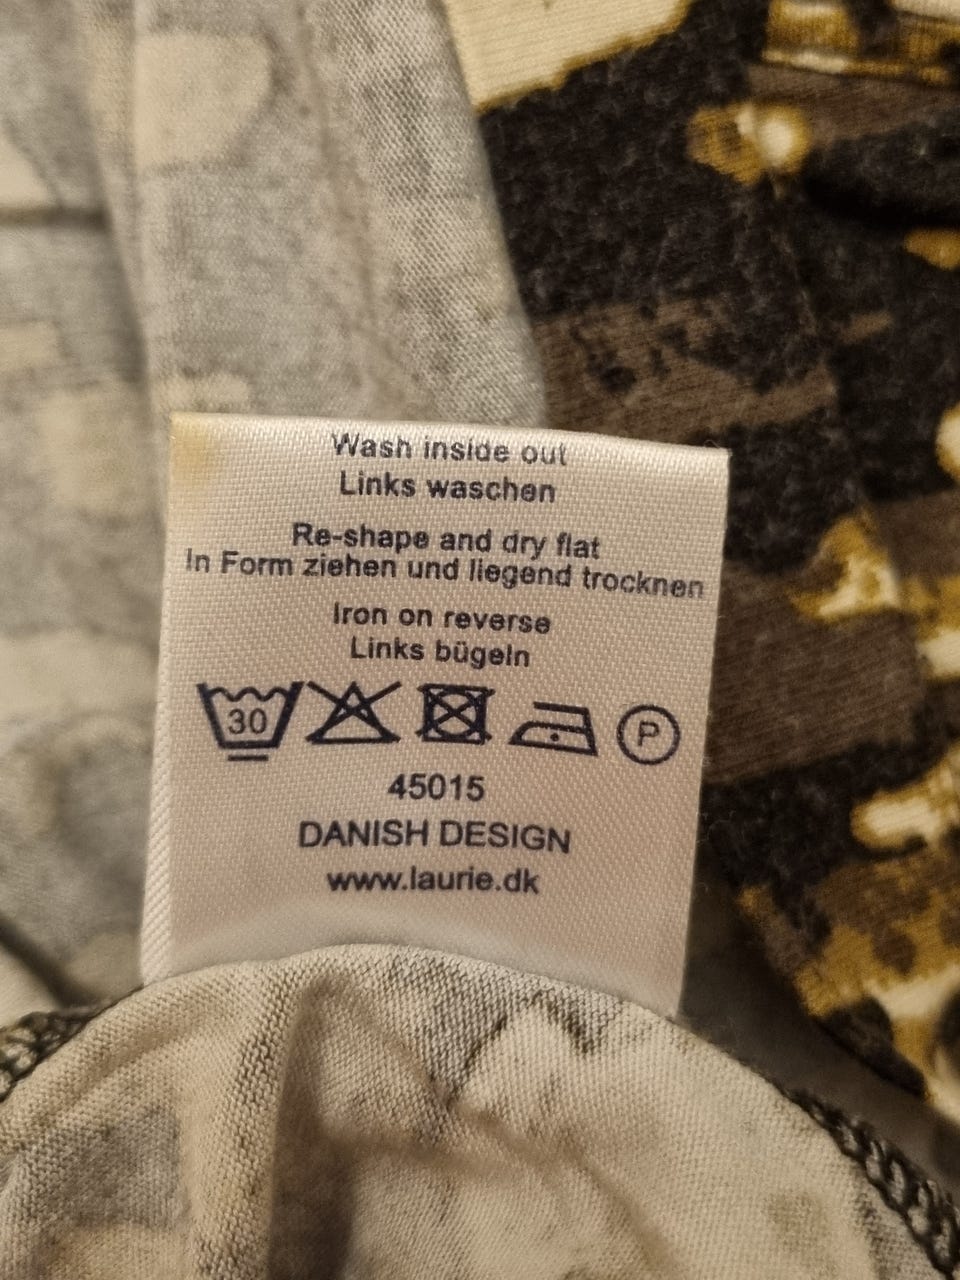 Wash inside out
Links waschen
Re-shape and dry flat
In Form ziehen und liegend trocknen
Iron on reverse
Links bügeln
30 P
45015
DANISH DESIGN
www.laurie.dk